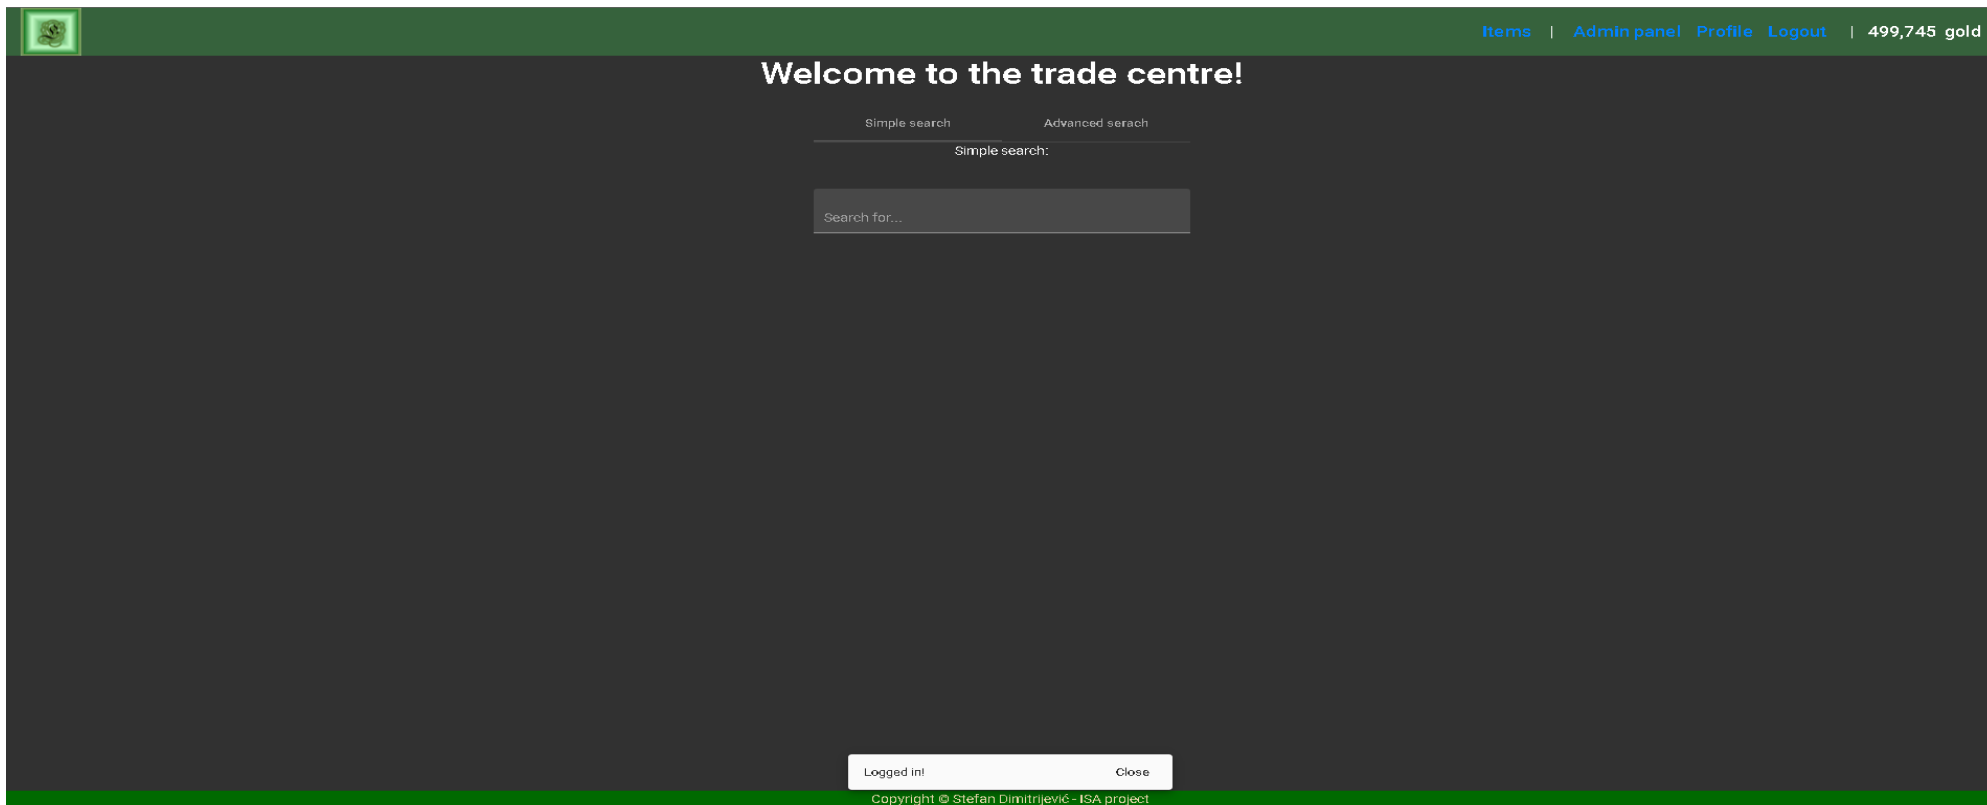 Items | Admin panel Profile Logout | 499,745 gold
Welcome to the trade centre!
Simple search Advanced serach
Simple search:
Search for...
Logged in! Close
Copyright © Stefan Dimitrijević - ISA project